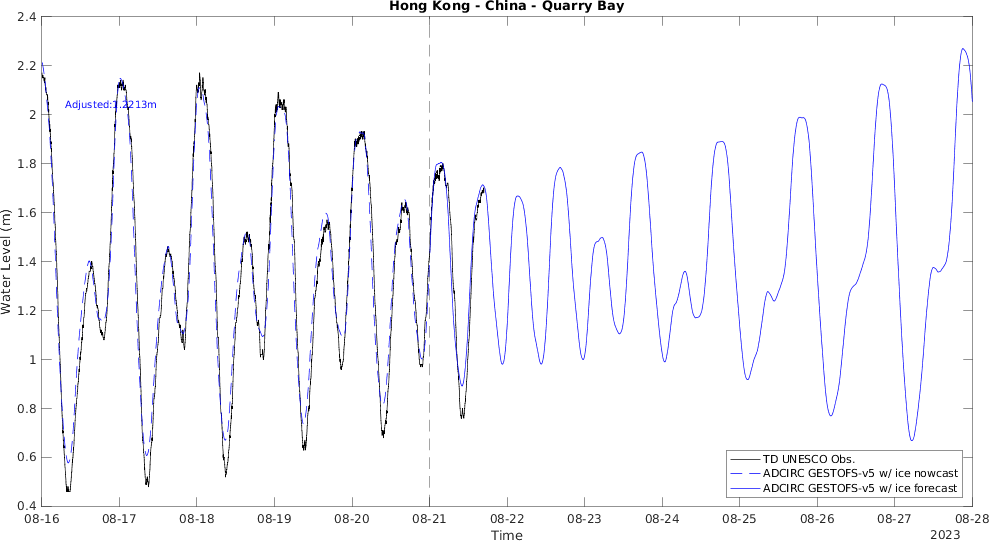 Hong Kong - China - Quarry Bay
2.4
2.2
2
1.8
1.6
1.4
1.2
1
0.8
0.6
0.4
Water Level (m)
Adjusted:1.2213m
TD UNESCO Obs.
ADCIRC GESTOFS-v5 w/ ice nowcast
ADCIRC GESTOFS-v5 w/ ice forecast
08-16 08-17 08-18 08-19 08-20 08-21 08-22 08-23 08-24 08-25 08-26 08-27 08-28
Time
2023